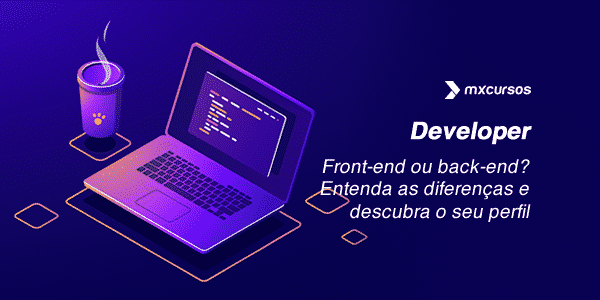 mxcursos
Developer
Front-end ou back-end?
Entenda as diferenças e
descubra o seu perfil